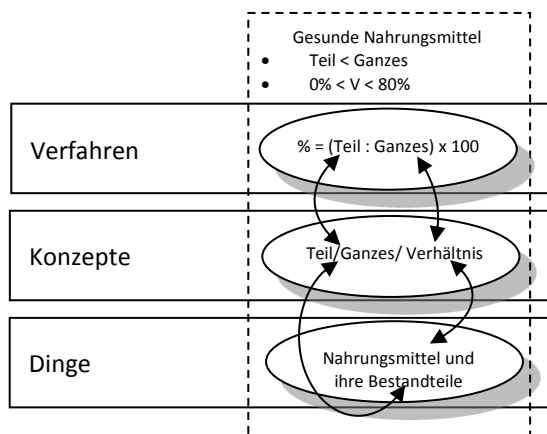 Gesunde Nahrungsmittel
• Teil < Ganzes
• 0% < V < 80%
Verfahren
% = (Teil : Ganzes) x 100
Konzepte
Teil/Ganzes/ Verhältnis
Dinge
Nahrungsmittel und
ihre Bestandteile